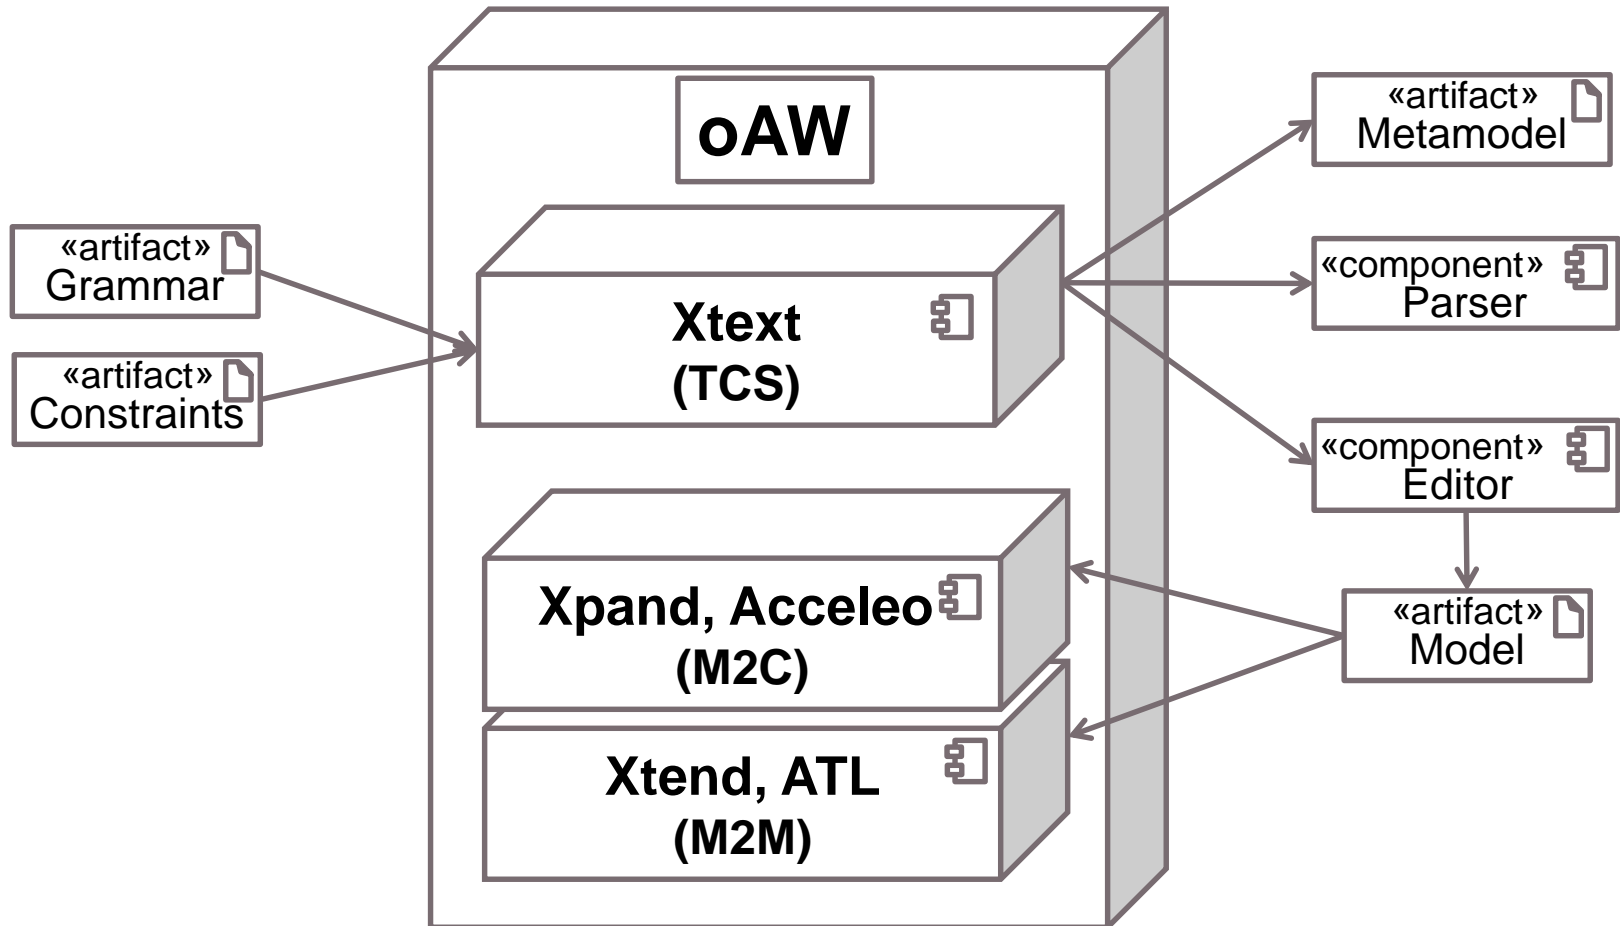 oAW
«artifact»
Grammar
«artifact»
Constraints
Xtext
(TCS)
Xpand, Acceleo
(M2C)
Xtend, ATL
(M2M)
«artifact»
Metamodel
«component»
Parser
«component»
Editor
«artifact»
Model